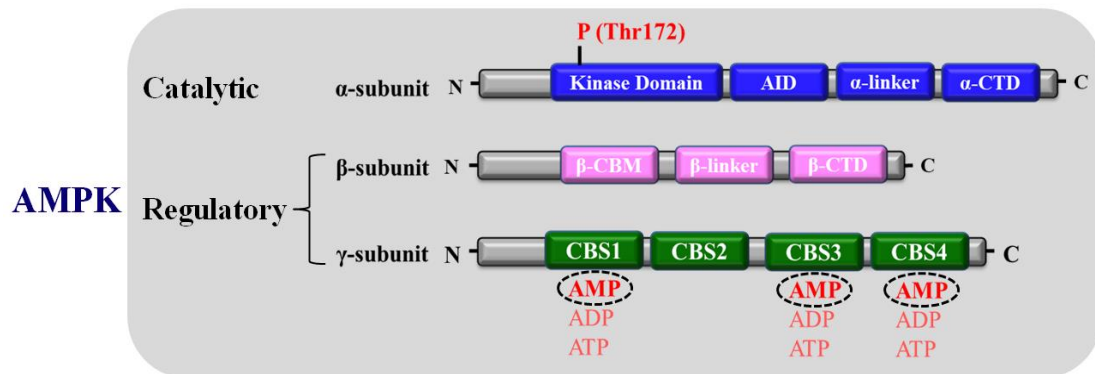 P (Thr172)
Catalytic α-subunit N Kinase Domain AID α-linker α-CTD C
β-subunit N β-CBM β-linker β-CTD C
AMPK Regulatory
γ-subunit N CBS1 CBS2 CBS3 CBS4 C
AMP AMP AMP
ADP ADP ADP
ATP ATP ATP